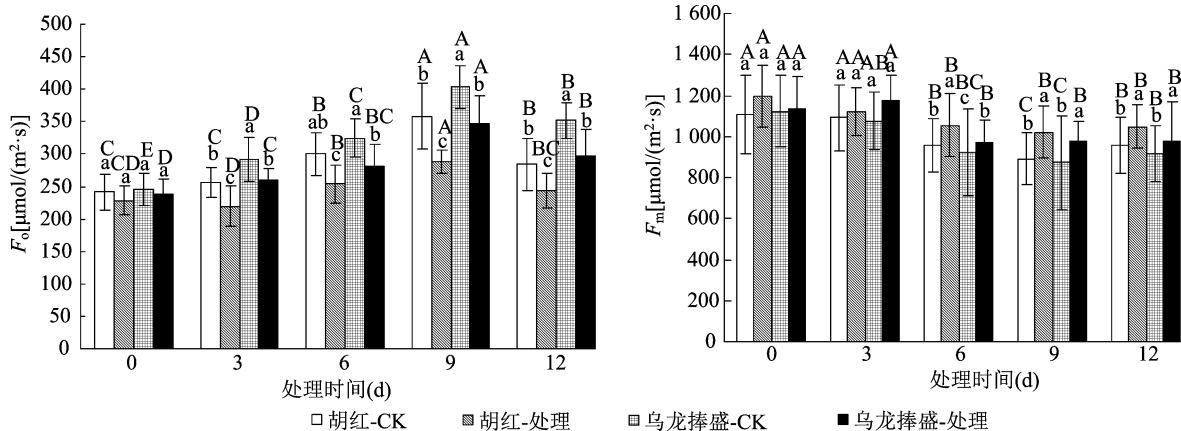 500
450
400
350
300
250
200
150
100
50
0
Fo[μmol/(m²·s)]
C
a
CD
a
E
a
D
a
C
b
D
c
D
a
C
b
B
ab
B
c
C
a
BC
b
A
b
A
c
A
a
A
b
B
b
BC
c
B
a
B
b
0 3 6 9 12
处理时间(d)
1 600
1 400
1 200
1 000
800
600
400
200
0
Fm[μmol/(m²·s)]
A
a
A
a
A
a
A
a
A
a
A
a
AB
a
A
a
B
b
B
a
BC
c
B
b
C
b
B
a
C
b
B
a
B
b
B
a
B
b
A
a
0 3 6 9 12
处理时间(d)
胡红-CK 胡红-处理 乌龙捧盛-CK 乌龙捧盛-处理